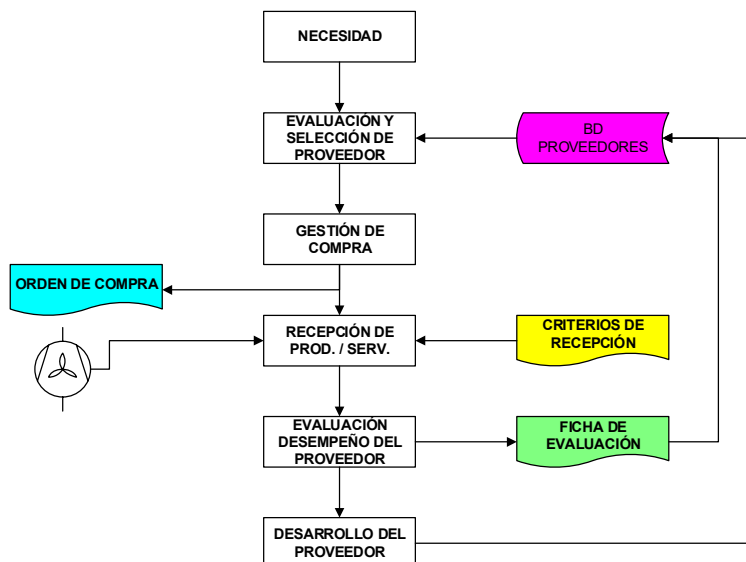 NECESIDAD
EVALUACIÓN Y
SELECCIÓN DE
PROVEEDOR
BD
PROVEEDORES
GESTIÓN DE
COMPRA
ORDEN DE COMPRA
RECEPCIÓN DE
PROD. / SERV.
CRITERIOS DE
RECEPCIÓN
EVALUACIÓN
DESEMPEÑO DEL
PROVEEDOR
FICHA DE
EVALUACIÓN
DESARROLLO DEL
PROVEEDOR